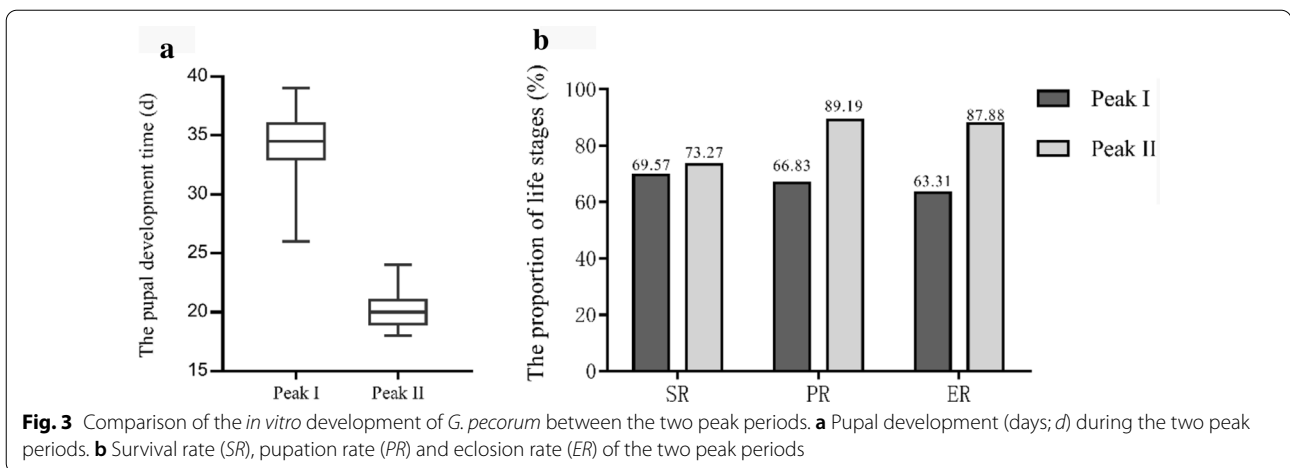 a
The pupal development time (d)
40
35
30
25
20
15
Peak I Peak II
b
The proportion of life stages (%)
100
80
60
40
20
0
69.57 73.27 66.83 89.19 63.31 87.88
SR PR ER
Peak I
Peak II
Fig. 3 Comparison of the in vitro development of G. pecorum between the two peak periods. a Pupal development (days; d) during the two peak
periods. b Survival rate (SR), pupation rate (PR) and eclosion rate (ER) of the two peak periods